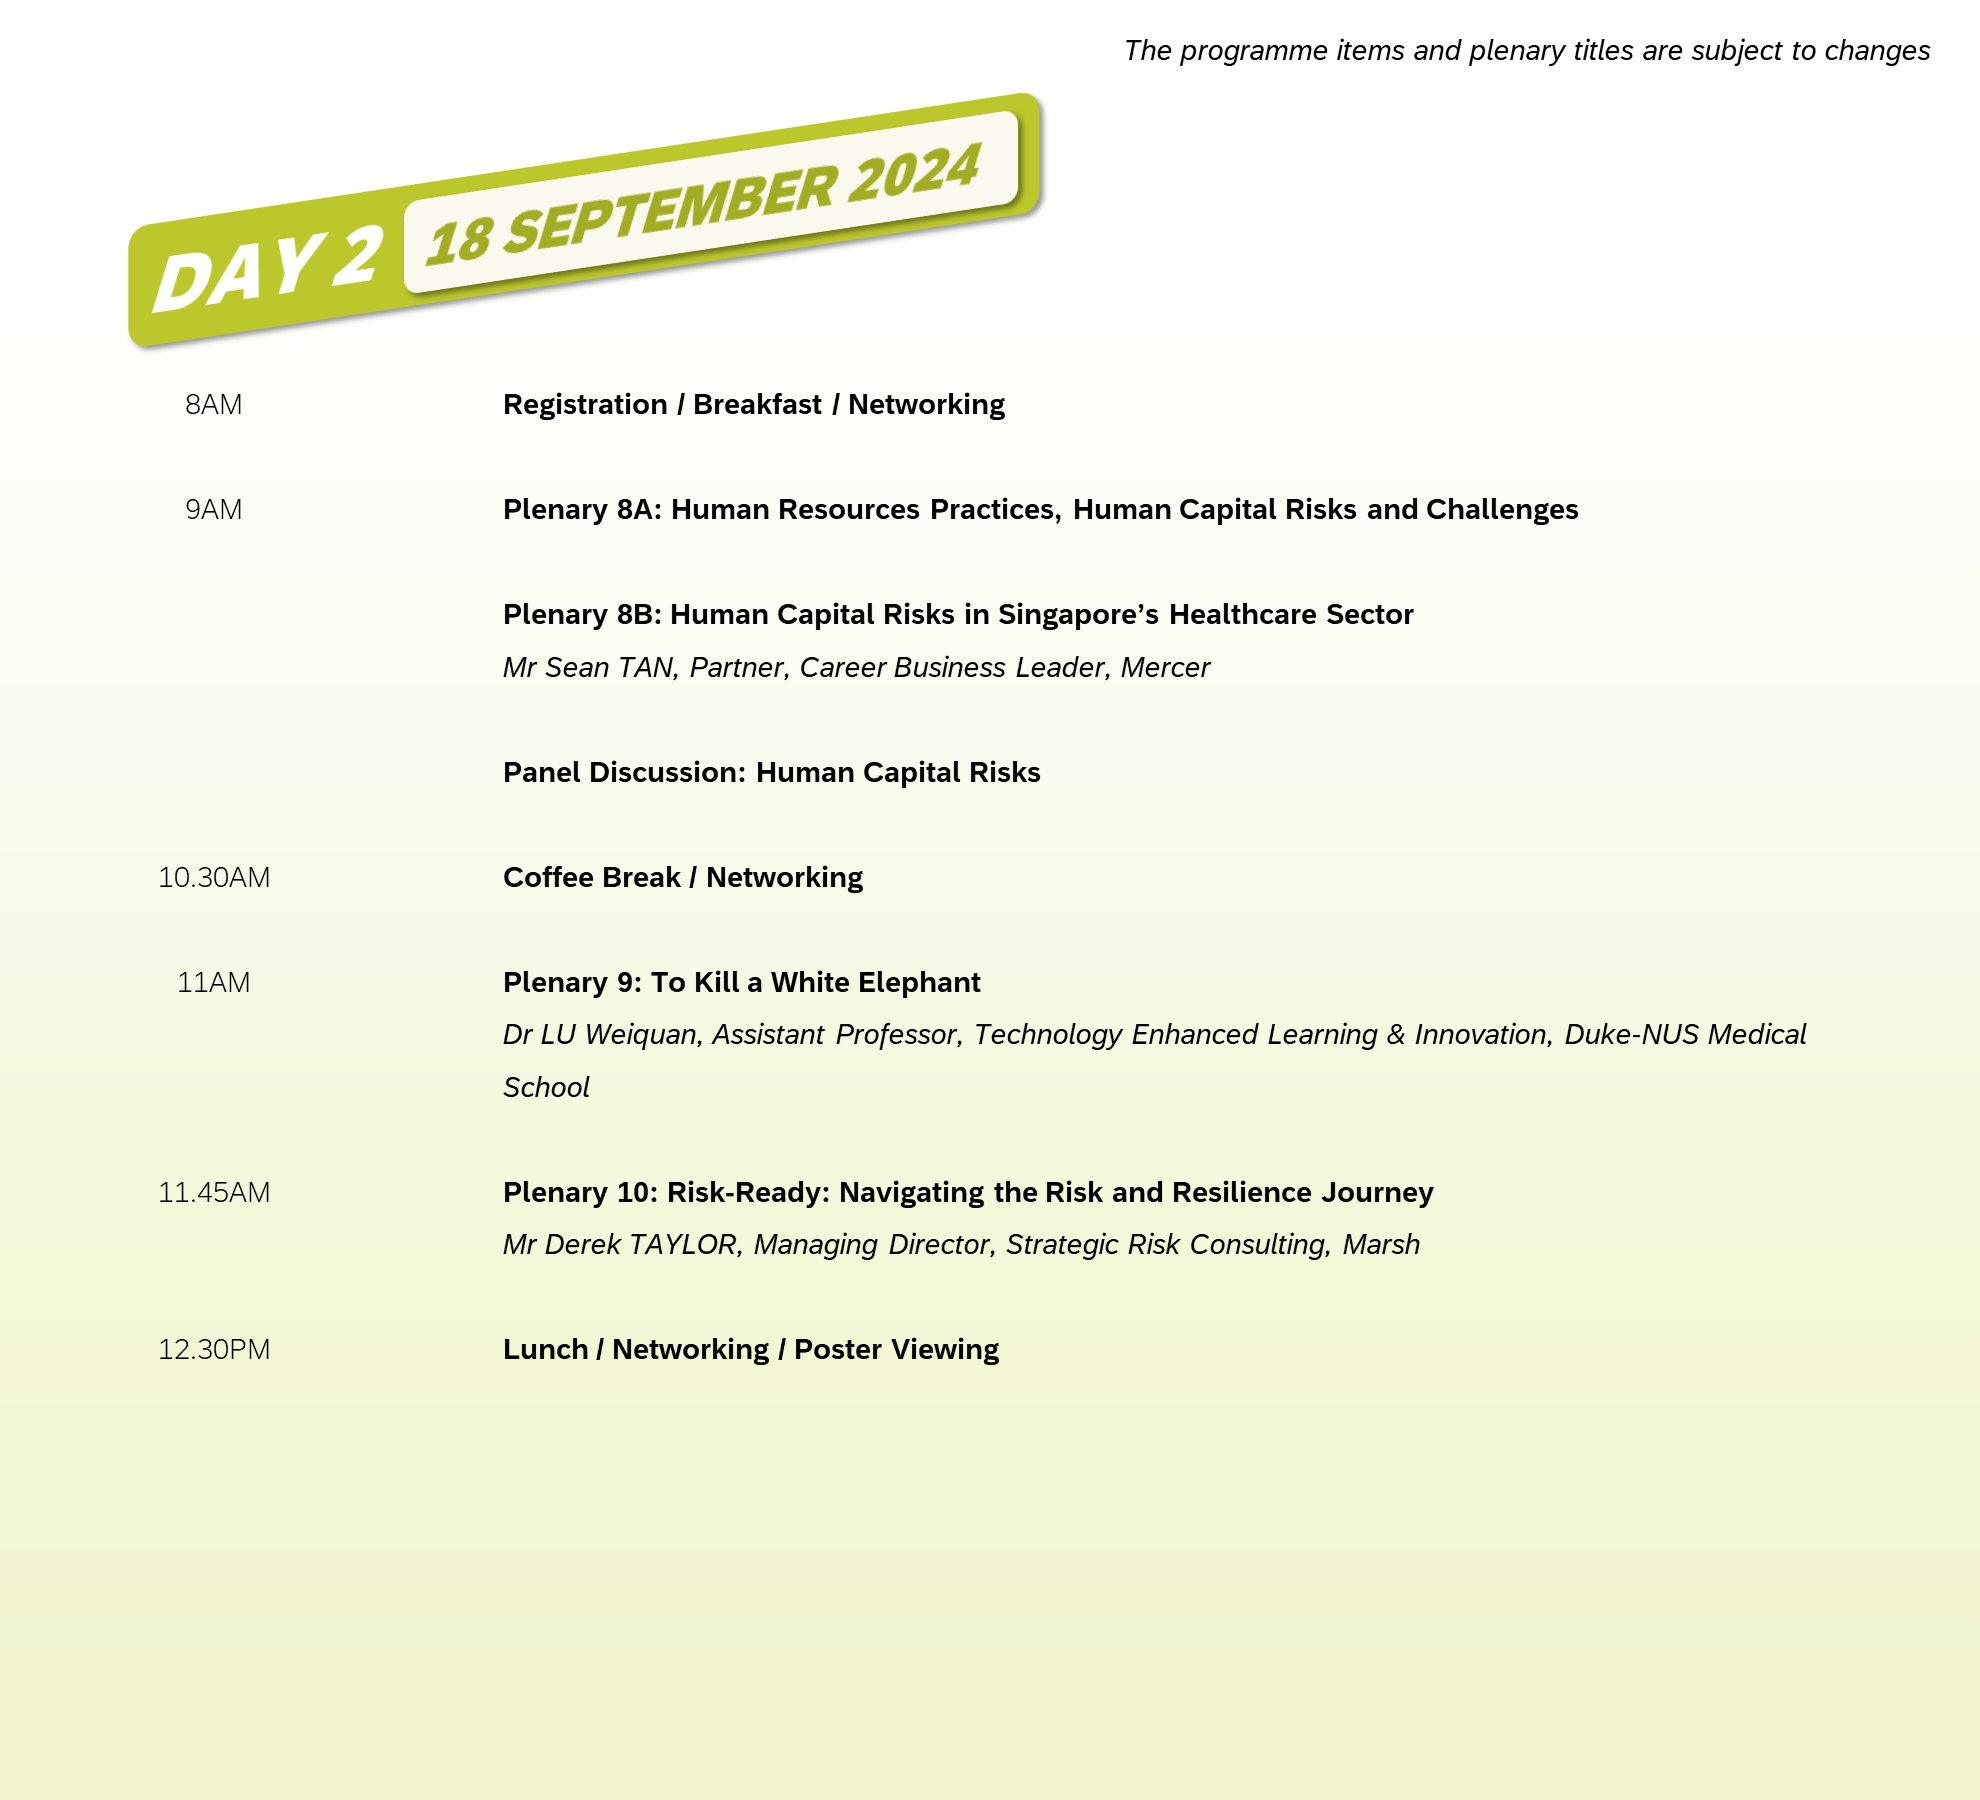 The programme items and plenary titles are subject to changes
DAY 2 18 SEPTEMBER 2024
8AM Registration / Breakfast / Networking
9AM Plenary 8A: Human Resources Practices, Human Capital Risks and Challenges
Plenary 8B: Human Capital Risks in Singapore’s Healthcare Sector
Mr Sean TAN, Partner, Career Business Leader, Mercer
Panel Discussion: Human Capital Risks
10.30AM Coffee Break / Networking
11AM Plenary 9: To Kill a White Elephant
Dr LU Weiquan, Assistant Professor, Technology Enhanced Learning & Innovation, Duke-NUS Medical
School
11.45AM Plenary 10: Risk-Ready: Navigating the Risk and Resilience Journey
Mr Derek TAYLOR, Managing Director, Strategic Risk Consulting, Marsh
12.30PM Lunch / Networking / Poster Viewing